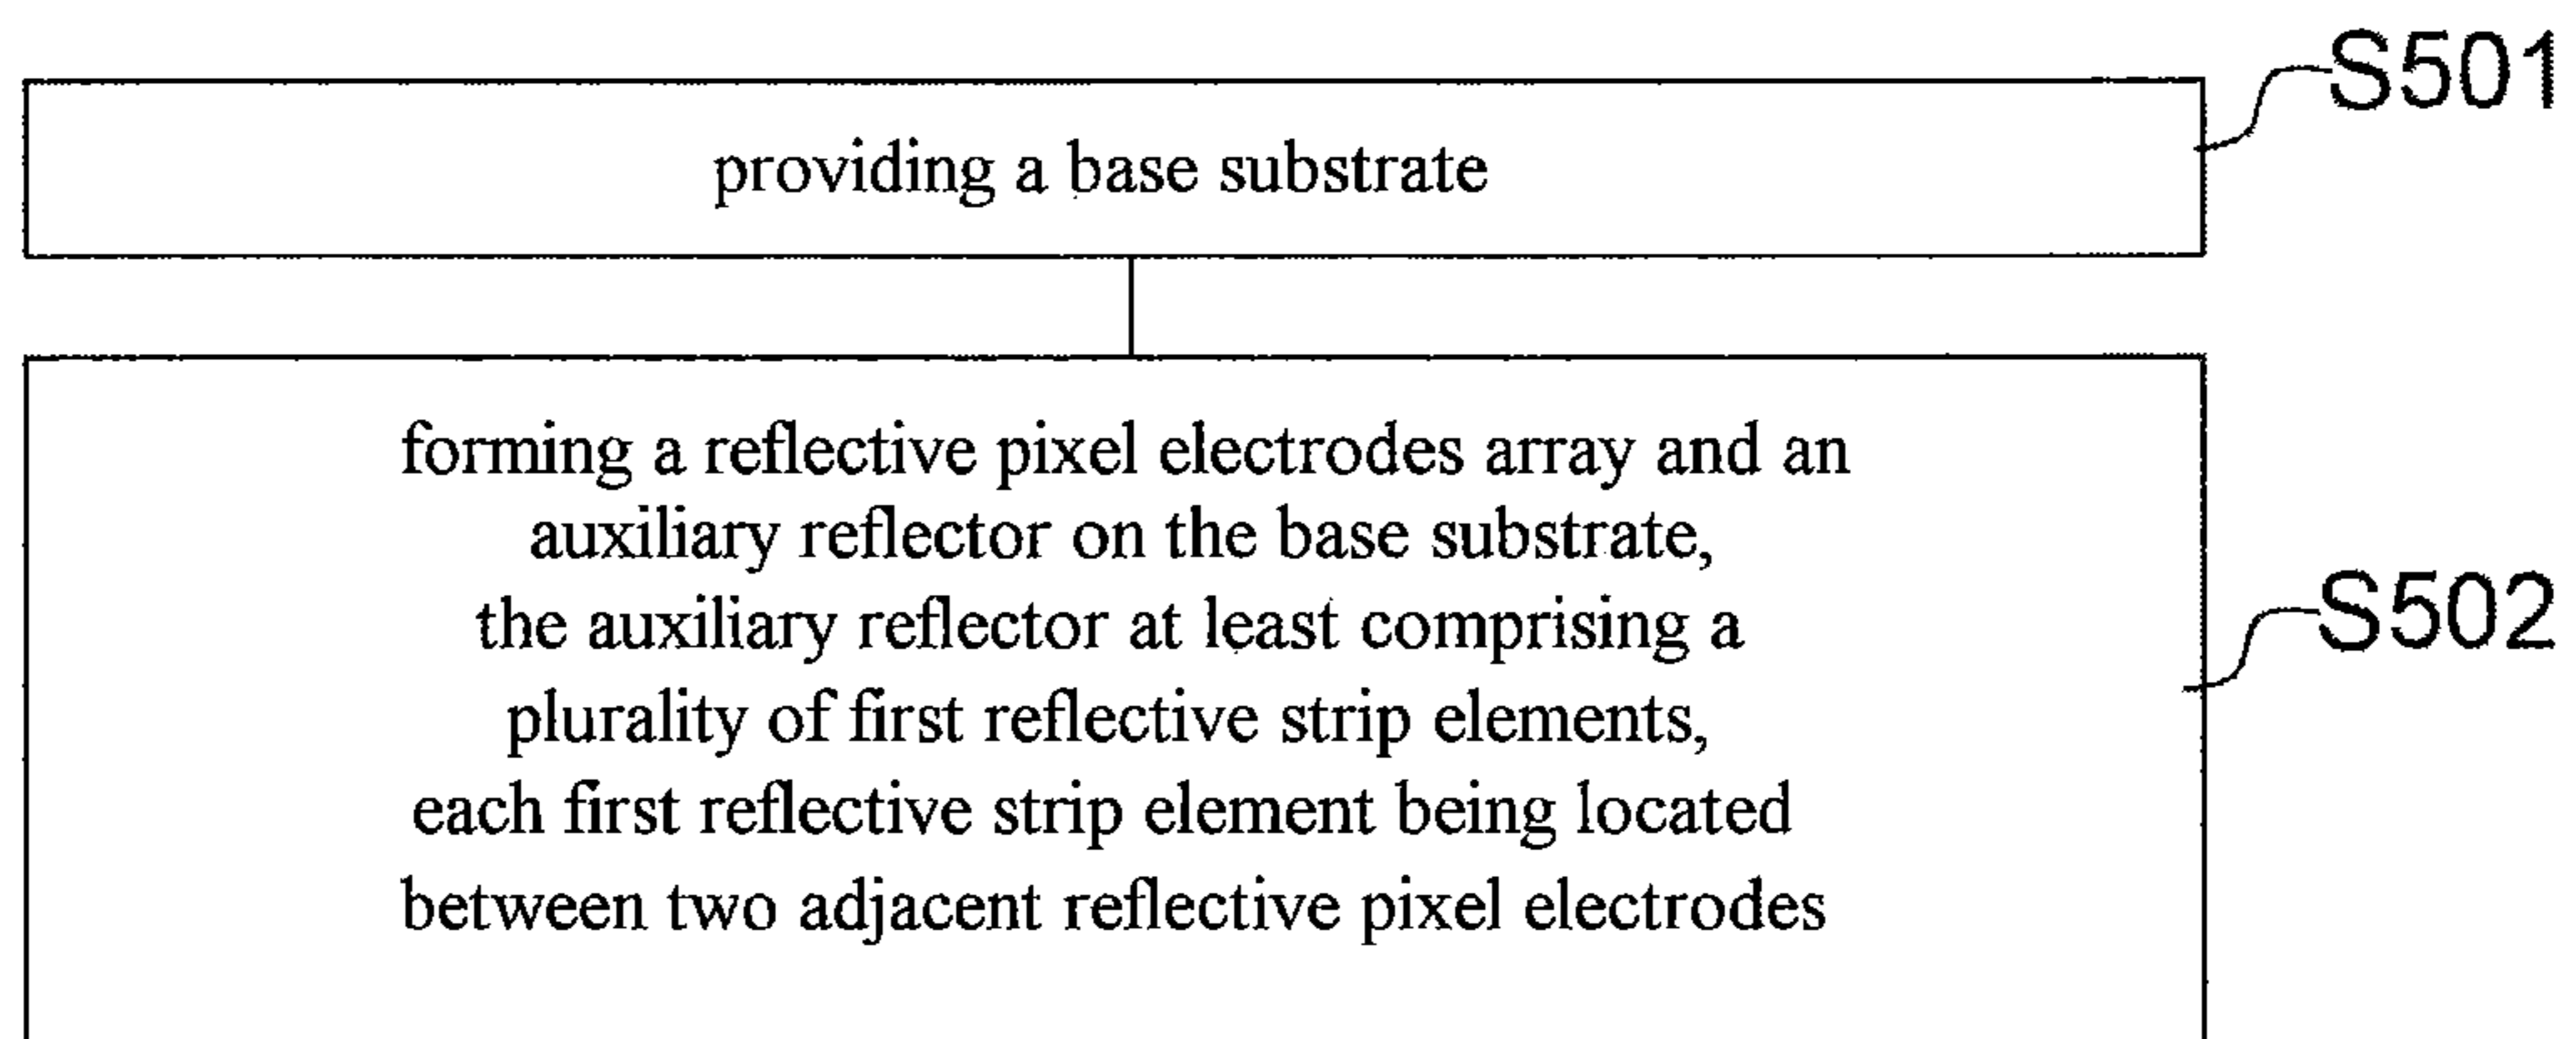 S501
providing a base substrate
forming a reflective pixel electrodes array and an
auxiliary reflector on the base substrate,
the auxiliary reflector at least comprising a
plurality of first reflective strip elements,
each first reflective strip element being located
between two adjacent reflective pixel electrodes
S502